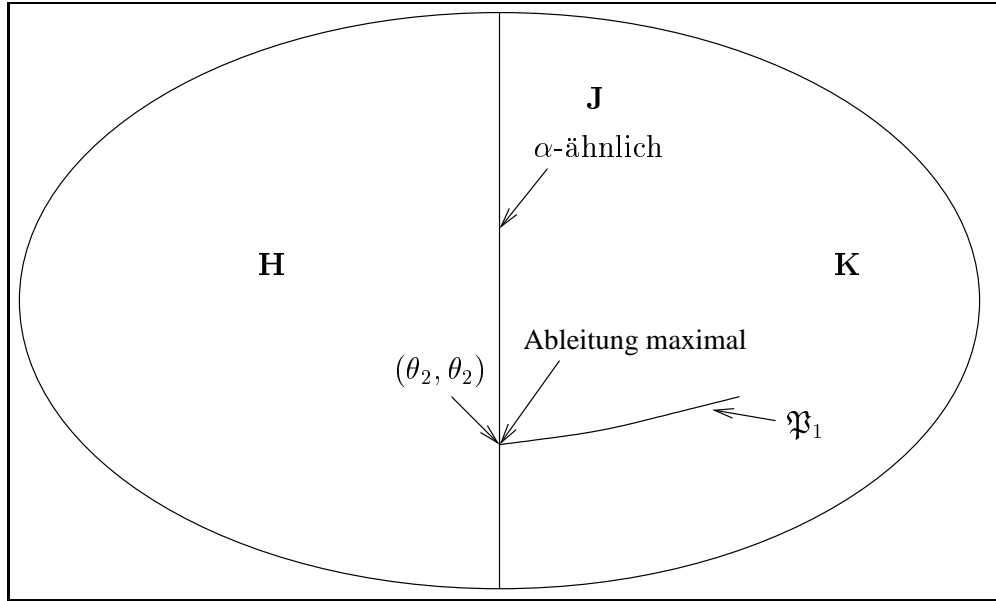 J
α-ähnlich
H
K
Ableitung maximal
(θ₂, θ₂)
𝔓₁